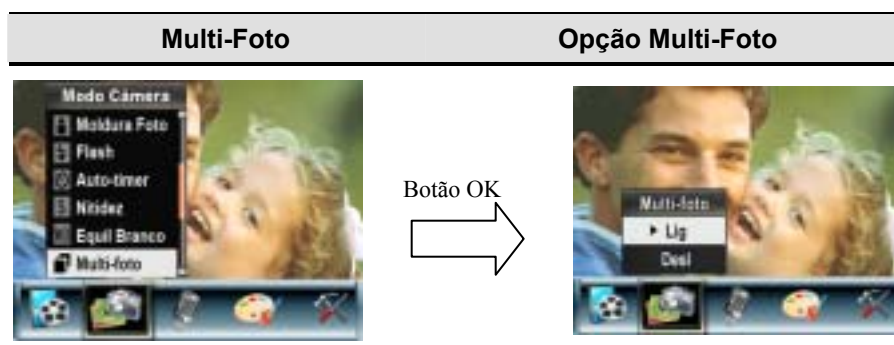 Multi-Foto
Opção Multi-Foto
Modo Câmera
Moldura Foto
Flash
Auto-timer
Nitidez
Equil Branco
Multi-foto
Botão OK
Multi-foto
Lig
Desl